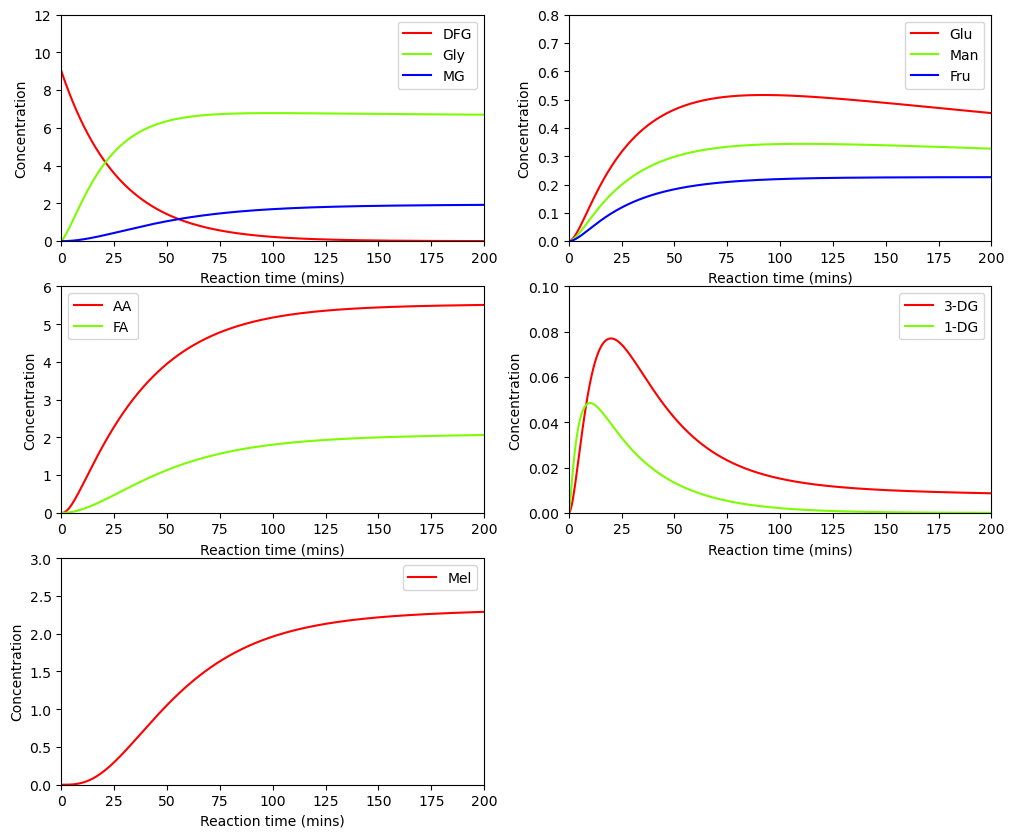 12
10
8
6
4
2
0
Concentration
DFG
Gly
MG
0 25 50 75 100 125 150 175 200
Reaction time (mins)
0.8
0.7
0.6
0.5
0.4
0.3
0.2
0.1
0.0
Concentration
Glu
Man
Fru
0 25 50 75 100 125 150 175 200
Reaction time (mins)
6
5
4
3
2
1
0
Concentration
AA
FA
0 25 50 75 100 125 150 175 200
Reaction time (mins)
0.10
0.08
0.06
0.04
0.02
0.00
Concentration
3-DG
1-DG
0 25 50 75 100 125 150 175 200
Reaction time (mins)
3.0
2.5
2.0
1.5
1.0
0.5
0.0
Concentration
Mel
0 25 50 75 100 125 150 175 200
Reaction time (mins)